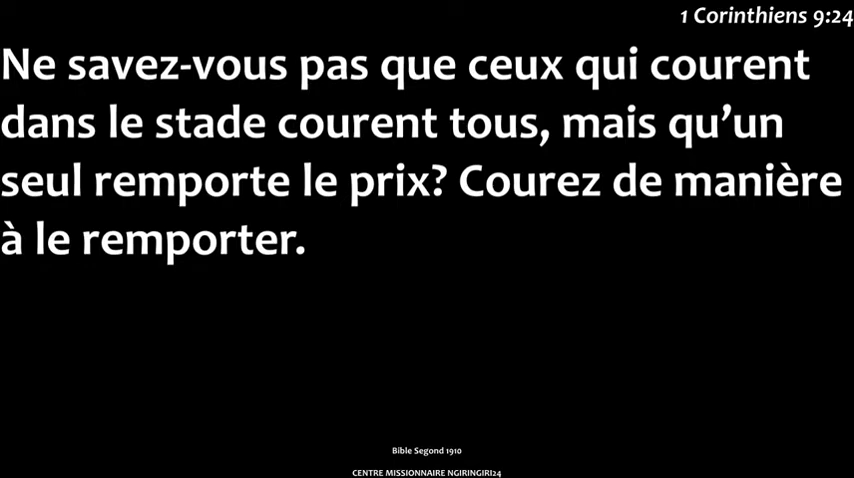 1 Corinthiens 9:24
Ne savez-vous pas que ceux qui courent
dans le stade courent tous, mais qu’un
seul remporte le prix? Courez de manière
à le remporter.
Bible Segond 1910
CENTRE MISSIONNAIRE NGIRINGIRI24